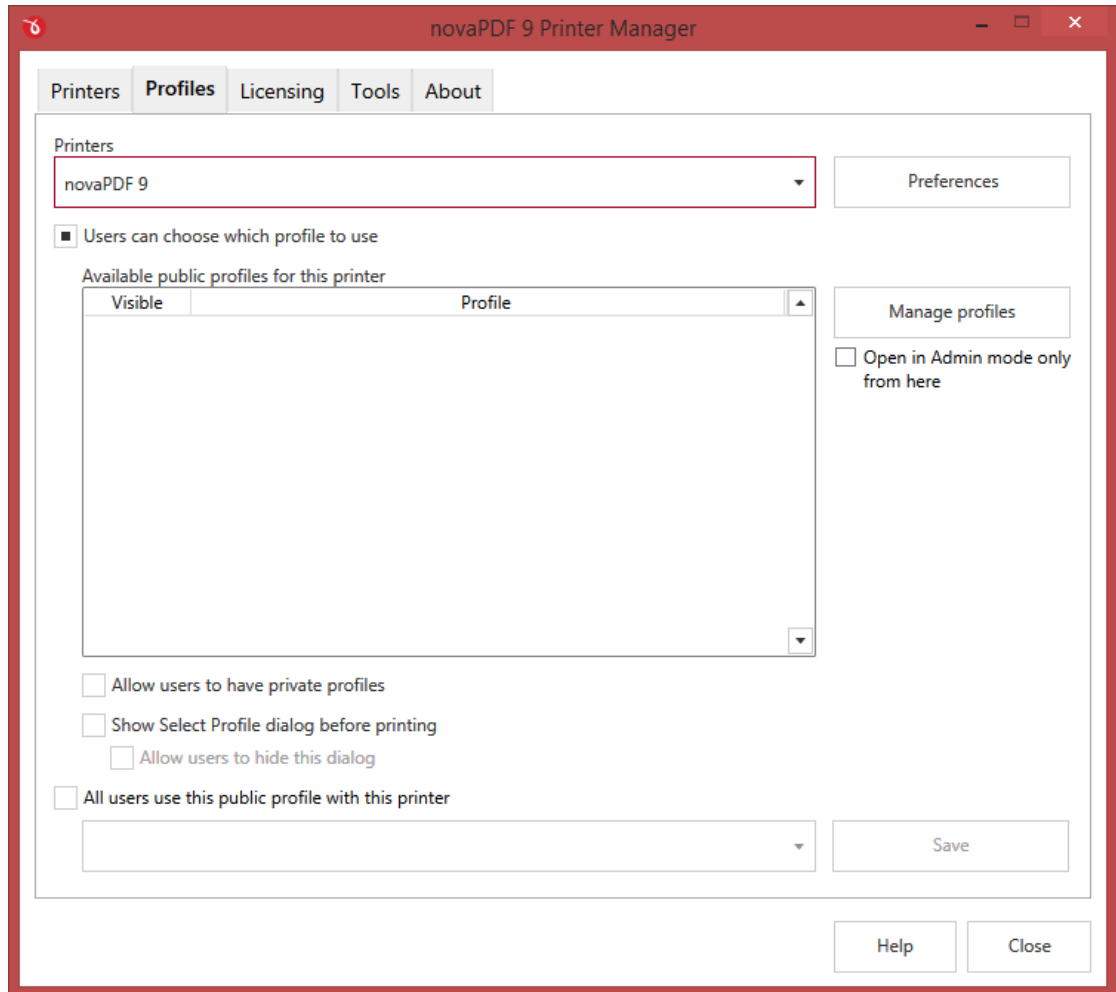 novaPDF 9 Printer Manager
Printers Profiles Licensing Tools About
Printers
novaPDF 9
Preferences
Users can choose which profile to use
Available public profiles for this printer
Visible Profile
Manage profiles
Open in Admin mode only
from here
Allow users to have private profiles
Show Select Profile dialog before printing
Allow users to hide this dialog
All users use this public profile with this printer
Save
Help Close